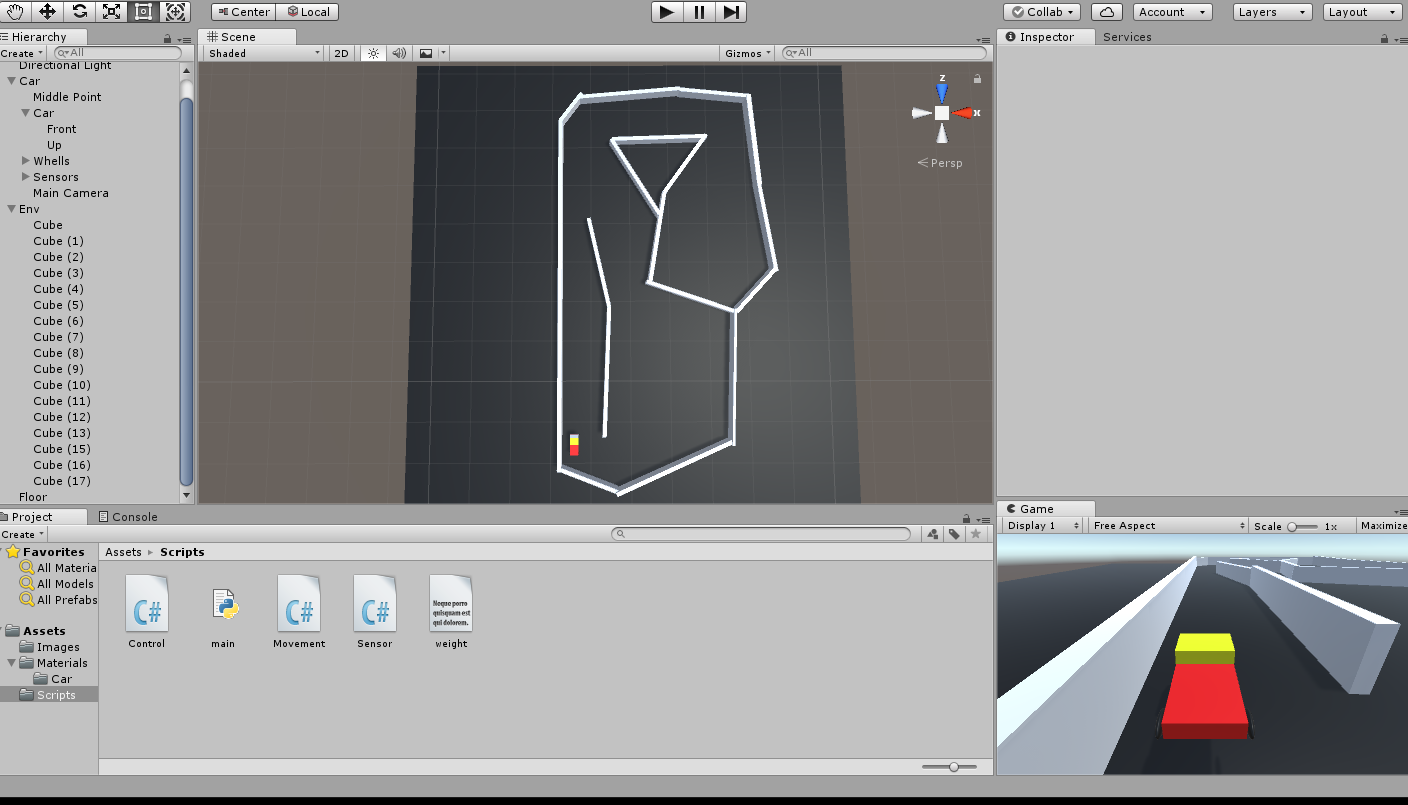 Center Local Collab Account Layers Layout
Hierarchy
Create All
Directional Light
Car
Middle Point
Car
Front
Up
Whells
Sensors
Main Camera
Env
Cube
Cube (1)
Cube (2)
Cube (3)
Cube (4)
Cube (5)
Cube (6)
Cube (7)
Cube (8)
Cube (9)
Cube (10)
Cube (11)
Cube (12)
Cube (13)
Cube (15)
Cube (16)
Cube (17)
Floor
Scene
Shaded 2D Gizmos All
z
x
Persp
Inspector Services
Project Console
Create
Favorites
All Materia
All Models
All Prefabs
Assets
Images
Materials
Car
Scripts
Assets Scripts
C# C# C# Neque porro
quisquam est
qui dolorem.
Control main Movement Sensor weight
Game
Display 1 Free Aspect Scale 1x Maximize